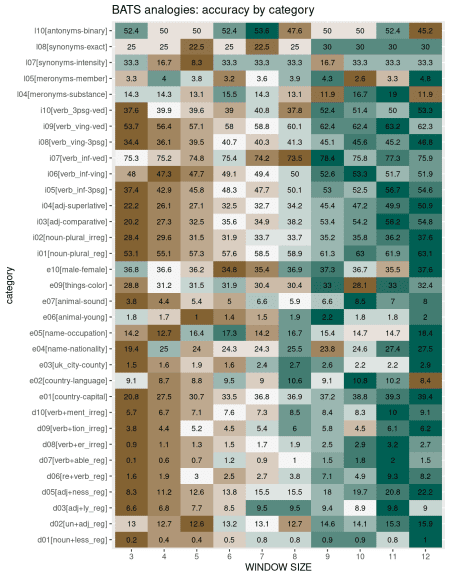 BATS analogies: accuracy by category
l10[antonyms-binary] 52.4 50 50 52.4 53.8 47.6 50 50 52.4 45.2
l08[synonyms-exact] 25 25 22.5 25 22.5 25 30 30 30 30
l07[synonyms-intensity] 33.3 16.7 8.3 33.3 33.3 33.3 16.7 33.3 33.3 33.3
l05[meronyms-member] 3.3 4 3.8 3.2 3.6 3.9 4.3 2.6 3.3 4.8
l04[meronyms-substance] 14.3 14.3 13.1 15.5 14.3 13.1 11.9 16.7 19 11.9
i10[verb_3psg-ved] 37.6 39.9 39.6 39 40.8 37.8 52.4 51.4 50 53.3
i09[verb_ving-ved] 53.7 56.4 57.1 58 58.8 60.1 62.4 62.4 63.2 62.3
i08[verb_ving-3psg] 34.4 36.1 39.5 40.7 40.3 41.3 45.1 45.6 45.2 46.8
i07[verb_inf-ved] 75.3 75.2 74.8 75.4 74.2 73.5 78.4 75.8 77.3 75.9
i06[verb_inf-ving] 48 47.3 47.7 49.1 49.4 50 52.6 53.3 51.7 51.9
i05[verb_inf-3psg] 37.4 42.9 45.8 48.3 47.7 50.1 53 52.5 56.7 54.6
i04[adj-superlative] 22.2 26.1 27.1 32.5 32.7 34.2 45.5 47.2 49.9 50.9
i03[adj-comparative] 20.2 27.3 32.5 35.6 34.9 38.2 53.4 54.2 56.2 54.8
i02[noun-plural_irreg] 28.4 29.6 31.5 31.9 33.7 33.7 35.2 35.8 36.2 37.6
i01[noun-plural_reg] 53.1 55.1 57.3 57.6 58.5 58.9 61.3 63 61.9 63.1
e10[male-female] 36.8 36.6 36.2 34.8 35.4 36.9 37.3 36.7 35.5 37.6
e09[things-color] 28.8 31.2 31.5 31.9 30.4 30.4 33 28.1 33 32.4
e07[animal-sound] 3.8 4.4 5.4 5 6.6 5.9 6.6 8.5 7 8
e06[animal-young] 1.8 1.7 1 1.4 1.5 1.9 2.2 1.8 1.8 2
e05[name-occupation] 14.2 12.7 16.4 17.3 14.2 16.7 15.4 14.7 14.7 18.4
e04[name-nationality] 19.4 25 24 24.3 24.3 25.5 23.8 24.6 27.4 27.5
e03[uk_city-county] 1.5 1.6 1.9 1.6 2.4 2.7 2.6 2.2 2.2 2.9
e02[country-language] 9.1 8.7 8.8 9.5 9 10.6 9.1 10.8 10.2 8.4
e01[country-capital] 20.8 27.5 30.7 33.5 36.8 36.9 37.2 38.8 39.3 39.4
d10[verb+ment_irreg] 5.7 6.7 7.1 7.6 7.3 8.5 8.4 8.3 10 9.1
d09[verb+tion_irreg] 3.8 4.4 5.2 5 5.2 6 5.8 4.5 8.1 6.2
d08[verb+er_irreg] 0.9 1.1 1.3 1.5 1.7 1.9 2.5 2.9 3.2 2.7
d07[verb+able_reg] 0.1 0.6 0.7 1.2 0.9 1 1.5 1.8 2 1.5
d06[re+verb_reg] 1.6 1.9 3 2.5 2.7 3.8 7.1 4.9 9.3 8.2
d05[adj+ness_reg] 8.3 11.2 12.6 13.8 15.5 15.5 18 19.7 20.8 22.2
d03[adj+ly_reg] 8.6 6.8 7.7 8.5 9.5 9.5 9.4 8.9 9.8 9
d02[un+adj_reg] 13 12.7 12.6 13.2 13.1 12.7 14.6 14.1 15.3 15.9
d01[noun+less_reg] 0.2 0.4 0.4 0.5 0.8 0.8 0.9 0.9 0.8 1
3 4 5 6 7 8 9 10 11 12
WINDOW SIZE
category